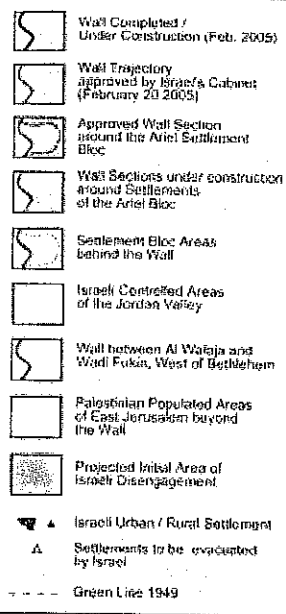 Wall Completed /
Under Construction (Feb. 2005)
Wall Trajectory
approved by Israel's Cabinet
(February 20 2005)
Approved Wall Section
around the Ariel Settlement
Bloc
Wall Sections under construction
around Settlements
of the Ariel Bloc
Settlement Bloc Areas
behind the Wall
Israeli Controlled Areas
of the Jordan Valley
Wall between Al Walaja and
Wadi Fukin, West of Bethlehem
Palestinian Populated Areas
of East Jerusalem beyond
the Wall
Projected Initial Area of
Israeli Disengagement
Israeli Urban / Rural Settlement
Settlements to be evacuated
by Israel
Green Line 1949